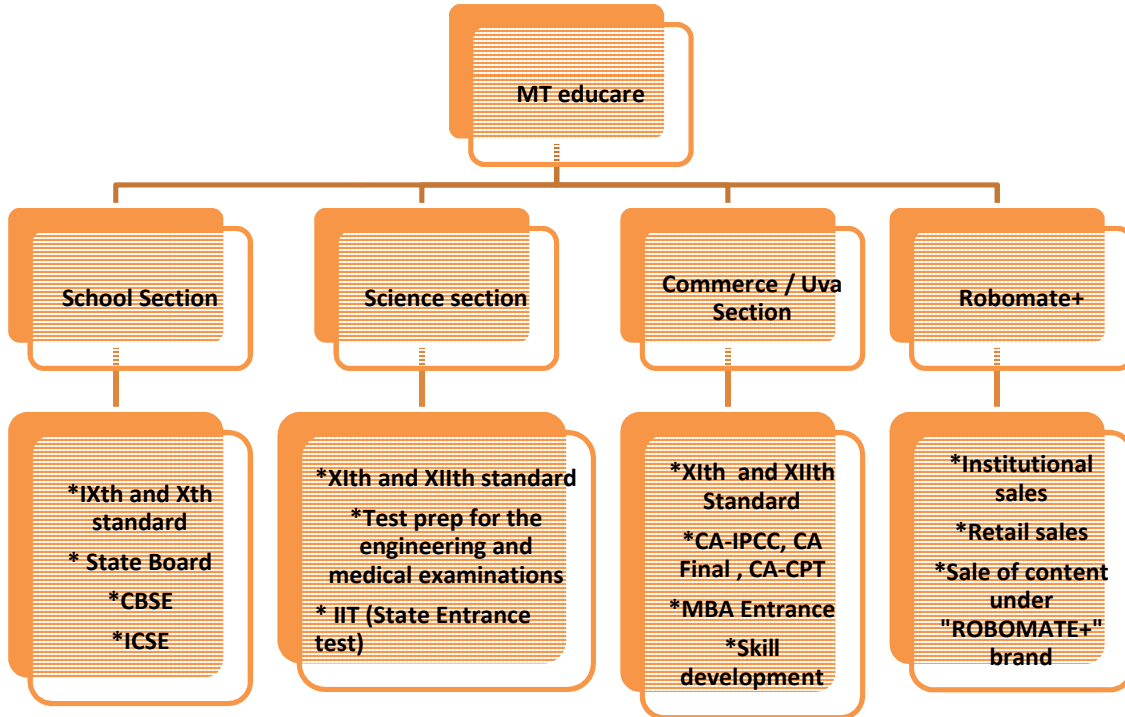 MT educare
School Section
Science section
Commerce / Uva
Section
Robomate+
*IXth and Xth
standard
* State Board
*CBSE
*ICSE
*XIth and XIIth standard
*Test prep for the
engineering and
medical examinations
* IIT (State Entrance
test)
*XIth  and XIIth
Standard
*CA-IPCC, CA
Final , CA-CPT
*MBA Entrance
*Skill
development
*Institutional
sales
*Retail sales
*Sale of content
under
"ROBOMATE+"
brand